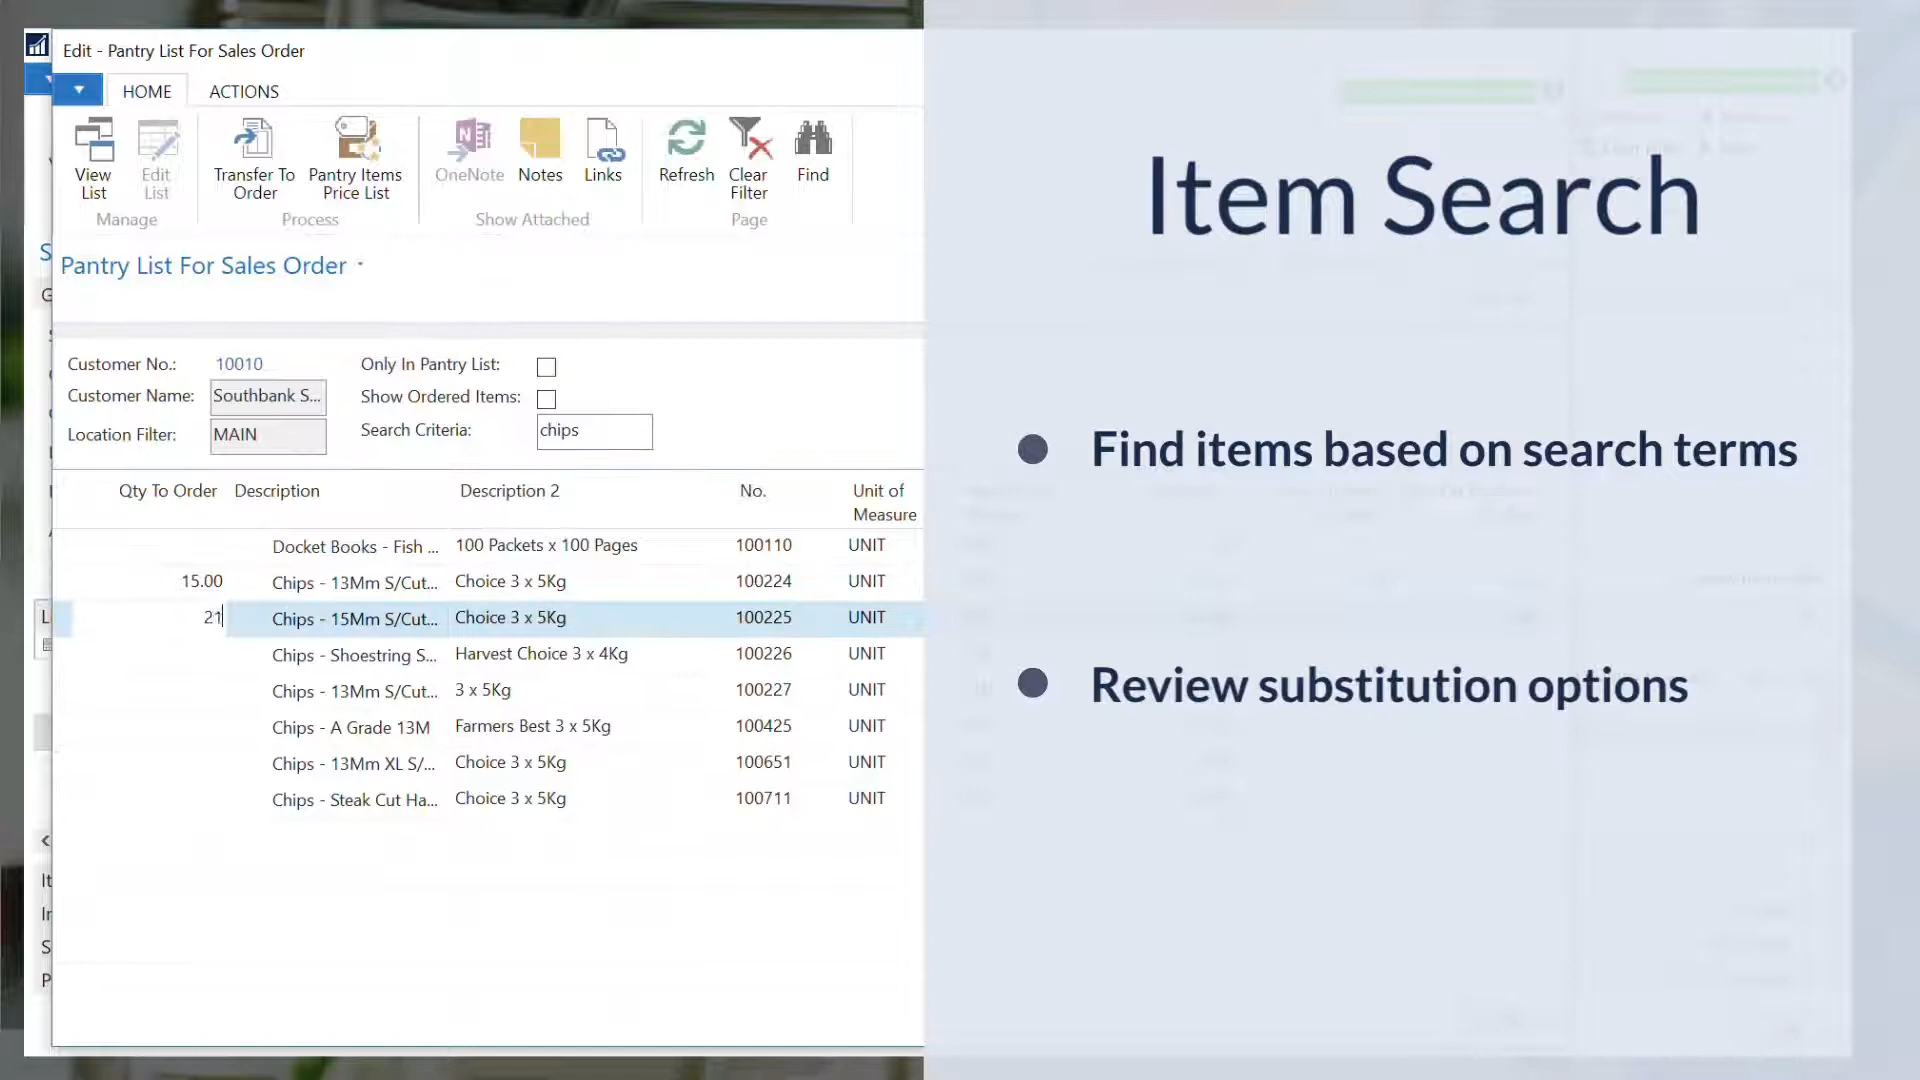 Edit - Pantry List For Sales Order
HOME
ACTIONS
View List
Edit List
Transfer To Order
Pantry Items Price List
OneNote
Notes
Links
Refresh
Clear Filter
Find
Manage
Process
Show Attached
Page
Pantry List For Sales Order
Customer No.: 10010
Only In Pantry List:
Customer Name: Southbank S...
Show Ordered Items:
Location Filter: MAIN
Search Criteria: chips
Qty To Order Description Description 2 No. Unit of Measure
Docket Books - Fish ... 100 Packets x 100 Pages 100110 UNIT
15.00 Chips - 13Mm S/Cut... Choice 3 x 5Kg 100224 UNIT
21 Chips - 15Mm S/Cut... Choice 3 x 5Kg 100225 UNIT
Chips - Shoestring S... Harvest Choice 3 x 4Kg 100226 UNIT
Chips - 13Mm S/Cut... 3 x 5Kg 100227 UNIT
Chips - A Grade 13M Farmers Best 3 x 5Kg 100425 UNIT
Chips - 13Mm XL S/... Choice 3 x 5Kg 100651 UNIT
Chips - Steak Cut Ha... Choice 3 x 5Kg 100711 UNIT
Item Search
Find items based on search terms
Review substitution options